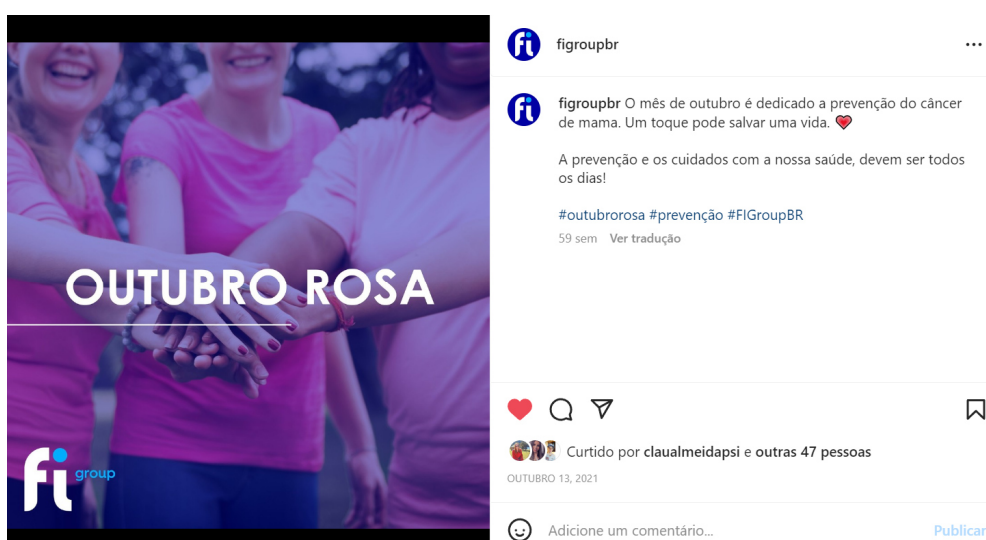 OUTUBRO ROSA
fi group
fi
figroupbr
fi
figroupbr O mês de outubro é dedicado a prevenção do câncer
de mama. Um toque pode salvar uma vida. ❤️
A prevenção e os cuidados com a nossa saúde, devem ser todos
os dias!
#outubrorosa #prevenção #FIGroupBR
59 sem Ver tradução
Curtido por claualmeidapsi e outras 47 pessoas
OUTUBRO 13, 2021
Adicione um comentário...
Publicar